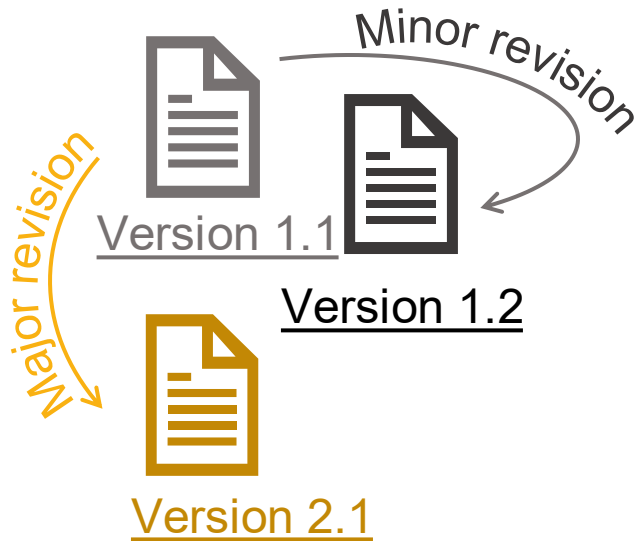 Minor revision
Major revision
Version 1.1
Version 1.2
Version 2.1